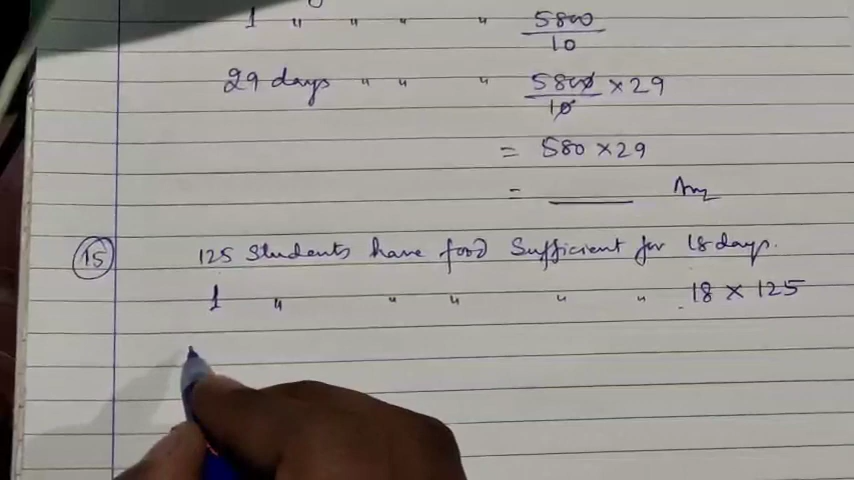 1 " " " " 5800/10
29 days " " " 5800/10 × 29
= 580 × 29
= ____ Ans
15 125 students have food sufficient for 18 days.
1 " " " " " 18 × 125